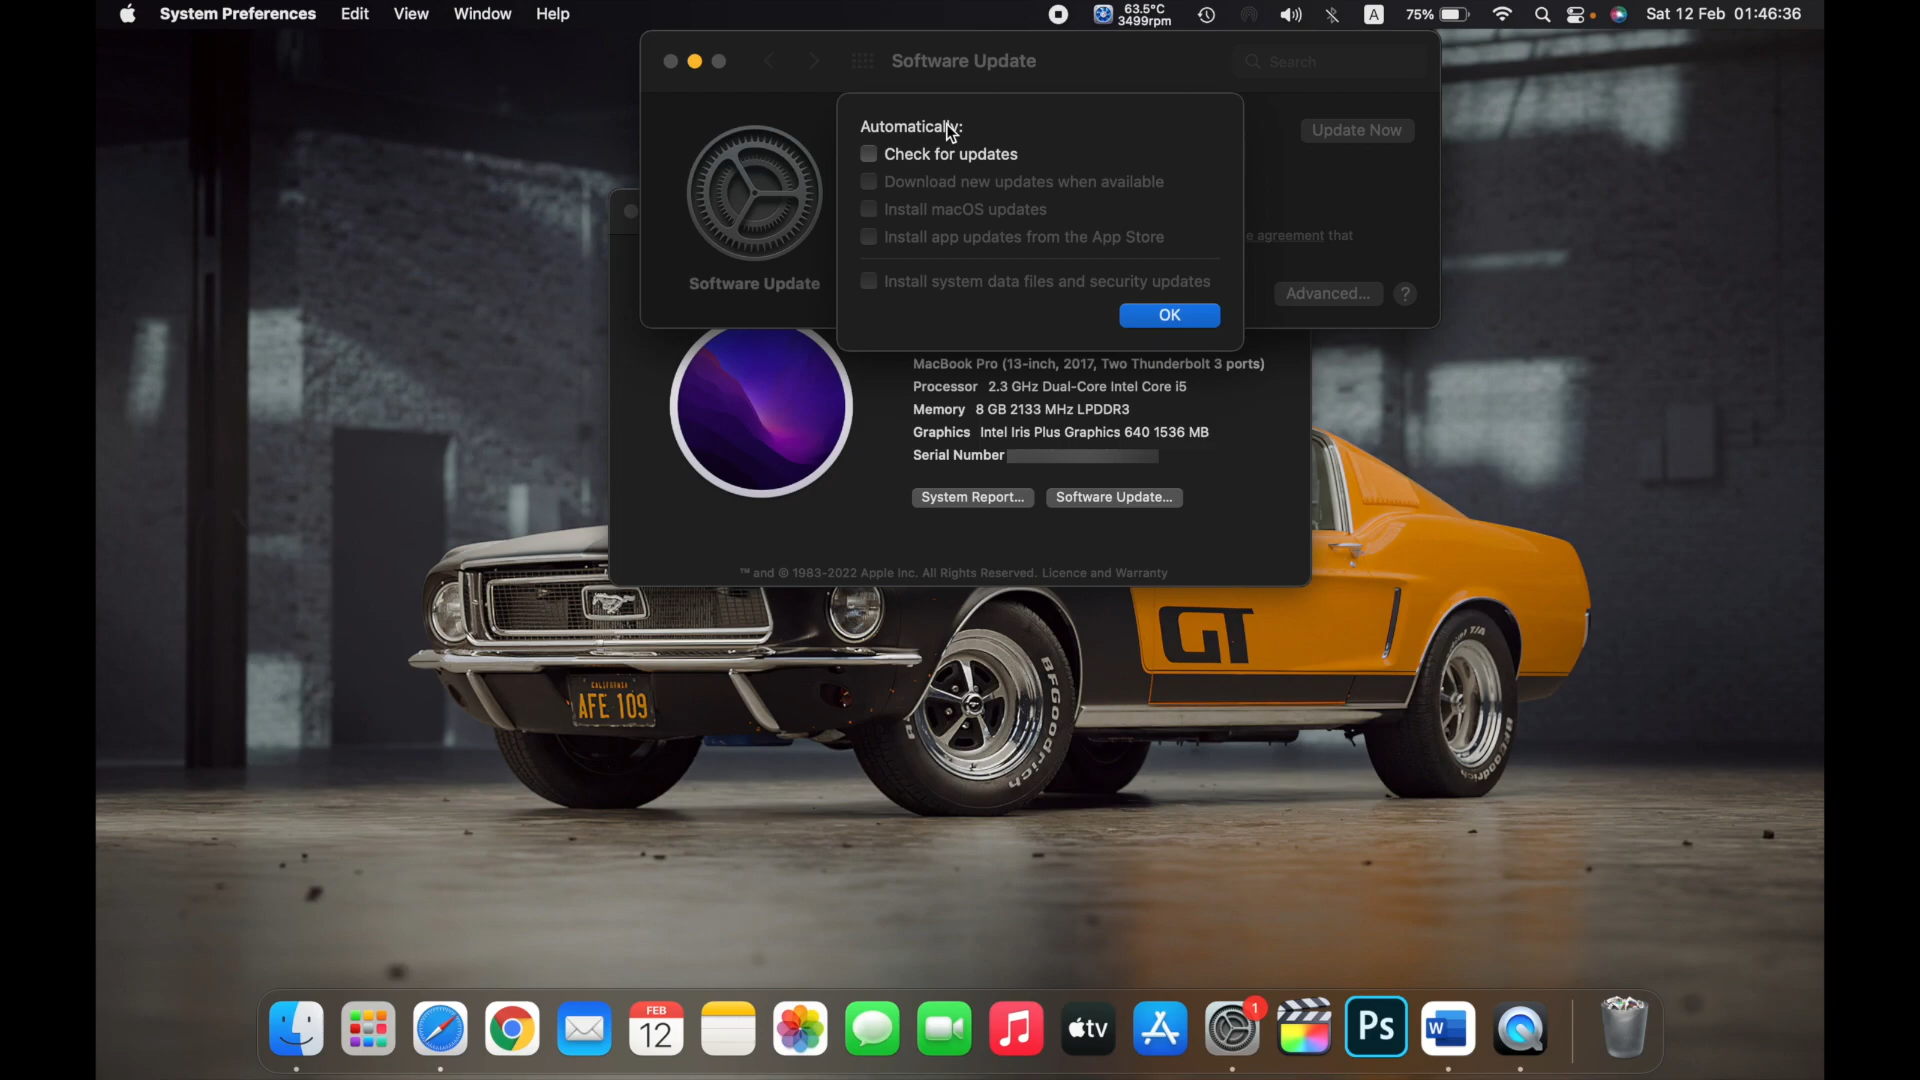 System Preferences Edit View Window Help
63.5°C
3499rpm
A
75%
Sat 12 Feb 01:46:36
Software Update
Search
Automatically:
Check for updates
Download new updates when available
Install macOS updates
Install app updates from the App Store
Install system data files and security updates
OK
Update Now
e agreement that
Advanced... ?
Software Update
MacBook Pro (13-inch, 2017, Two Thunderbolt 3 ports)
Processor 2.3 GHz Dual-Core Intel Core i5
Memory 8 GB 2133 MHz LPDDR3
Graphics Intel Iris Plus Graphics 640 1536 MB
Serial Number
System Report... Software Update...
™ and © 1983-2022 Apple Inc. All Rights Reserved. Licence and Warranty
GT
CALIFORNIA
AFE 109
BFGoodrich
BFGoodrich
T/A
FEB
12
tv
1
Ps
W